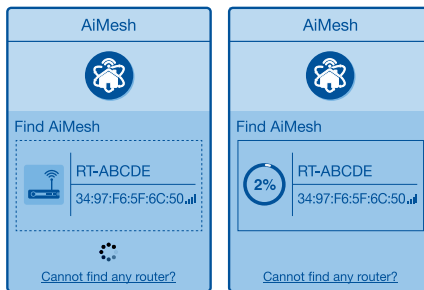 AiMesh
Find AiMesh
RT-ABCDE
34:97:F6:5F:6C:50
Cannot find any router?
AiMesh
Find AiMesh
2%
RT-ABCDE
34:97:F6:5F:6C:50
Cannot find any router?